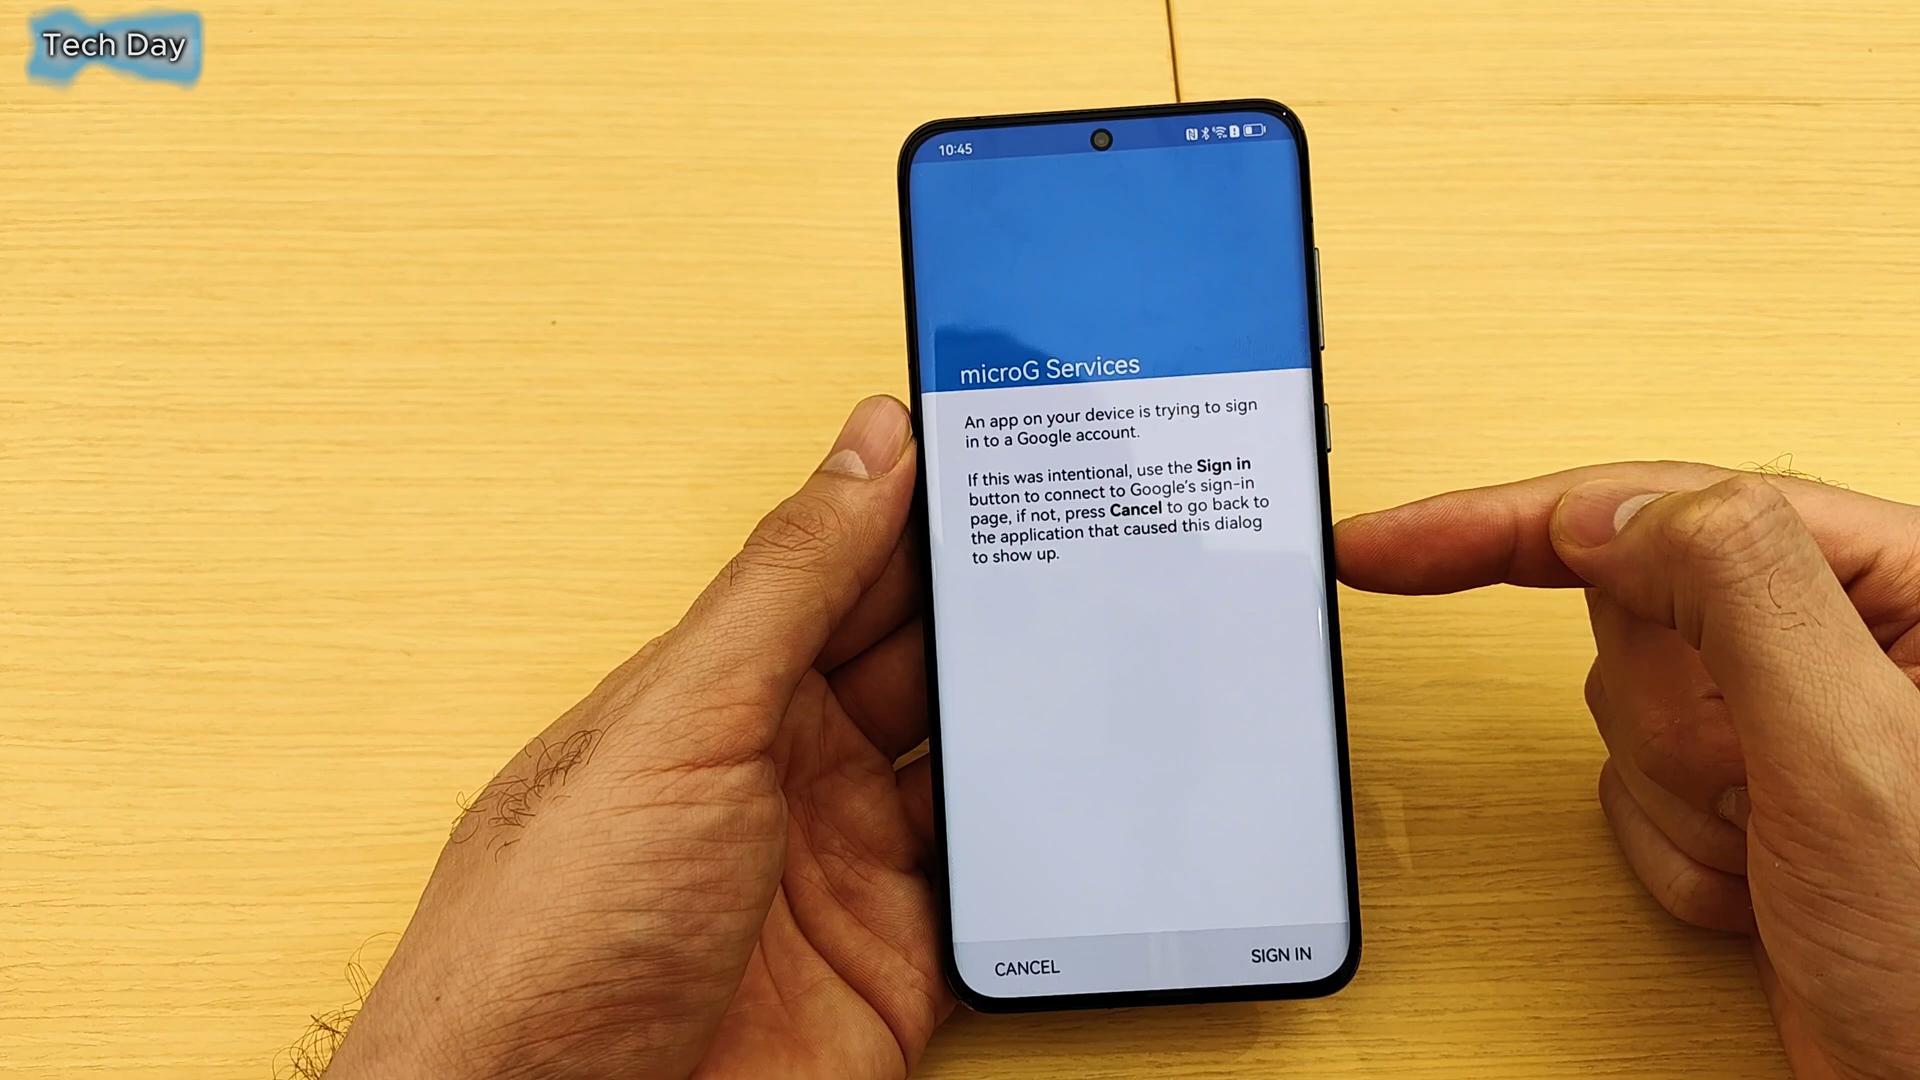 Tech Day
10:45
microG Services
An app on your device is trying to sign
in to a Google account.
If this was intentional, use the Sign in
button to connect to Google's sign-in
page, if not, press Cancel to go back to
the application that caused this dialog
to show up.
CANCEL
SIGN IN